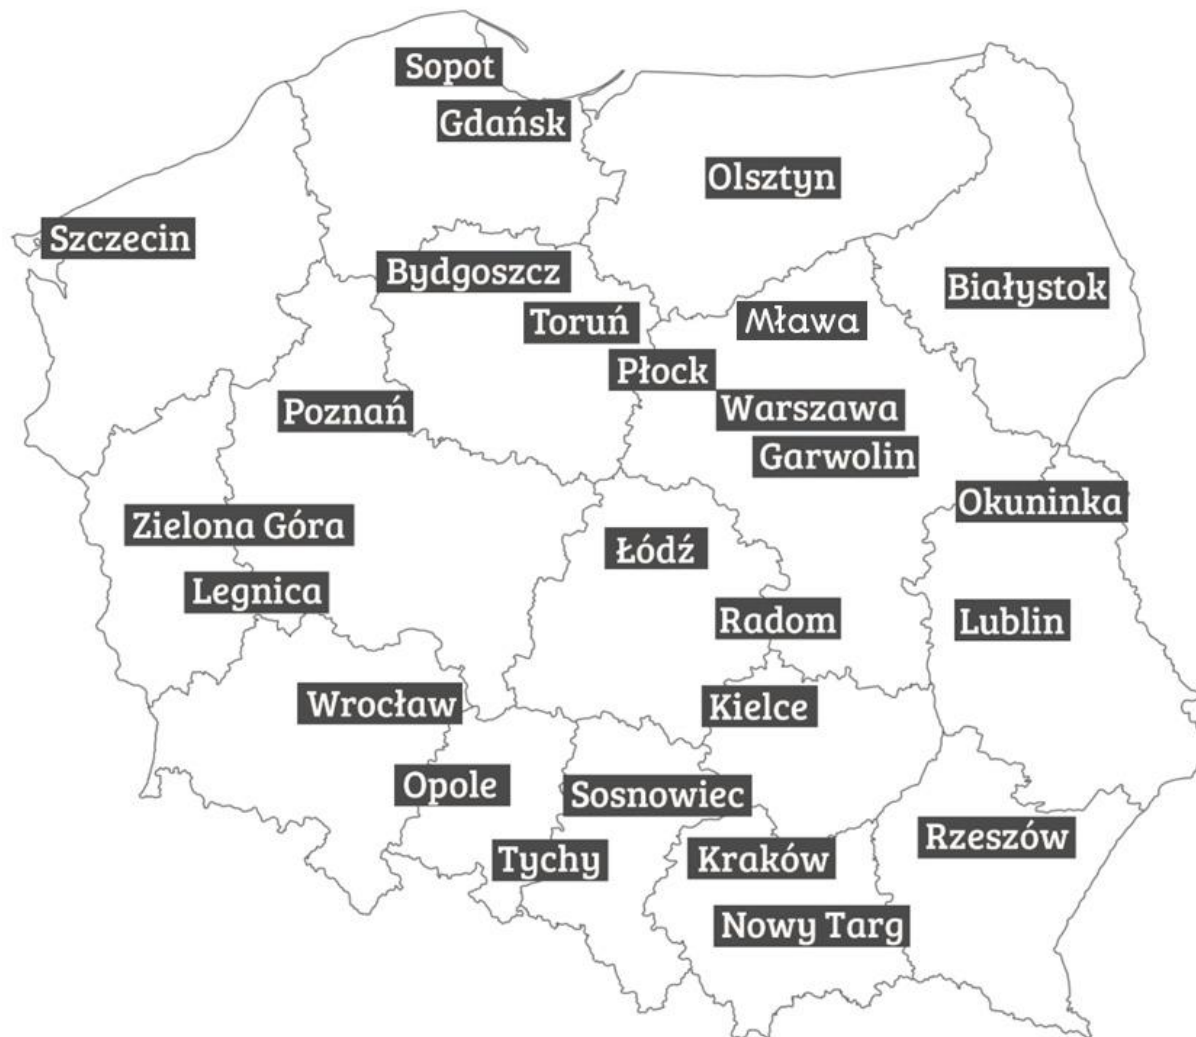 Sopot
Gdańsk
Olsztyn
Szczecin
Bydgoszcz
Białystok
Toruń
Mława
Płock
Poznań
Warszawa
Garwolin
Okuninka
Zielona Góra
Łódź
Legnica
Radom
Lublin
Wrocław
Kielce
Opole
Sosnowiec
Rzeszów
Tychy
Kraków
Nowy Targ